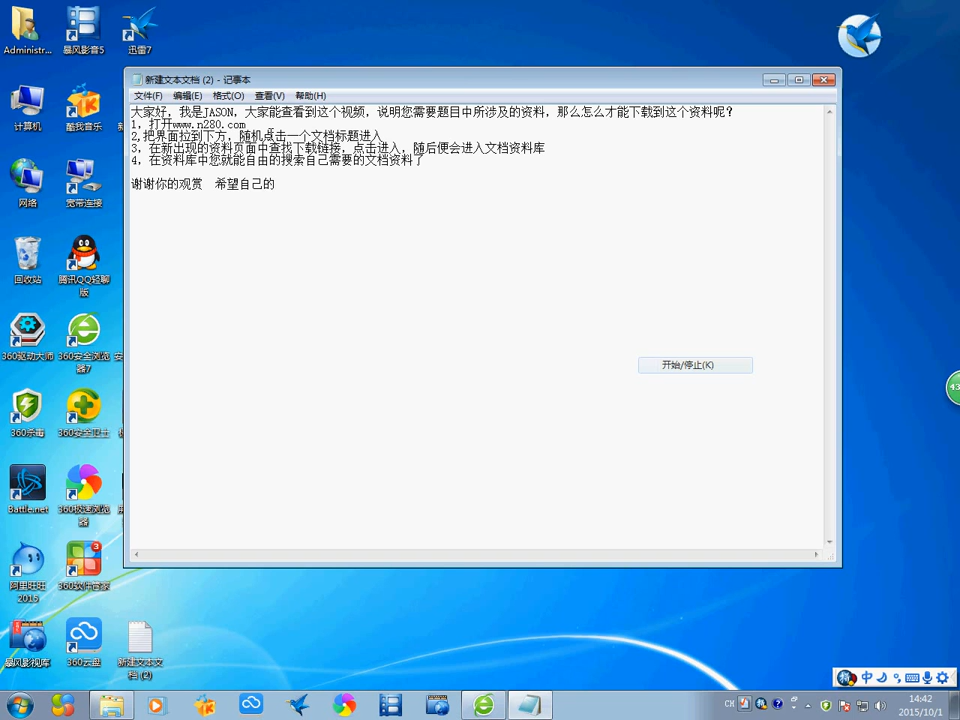 Administr...
暴风影音5
迅雷7
计算机
酷我音乐
网络
宽带连接
回收站
腾讯QQ轻聊版
360驱动大师
360安全浏览器7
360杀毒
360安全卫士
Battle.net
360极速浏览器
阿里旺旺2015
360软件管家
3
暴风影视库
360云盘
新建文本文档 (2)
新建文本文档 (2) - 记事本
文件(F) 编辑(E) 格式(O) 查看(V) 帮助(H)
大家好，我是JASON，大家能查看到这个视频，说明您需要题目中所涉及的资料，那么怎么才能下载到这个资料呢？
1，打开www.n280.com
2,把界面拉到下方，随机点击一个文档标题进入
3，在新出现的资料页面中查找下载链接，点击进入，随后便会进入文档资料库
4，在资料库中您就能自由的搜索自己需要的文档资料了
谢谢你的观赏 希望自己的
开始/停止(K)
43
中
CH
14:42
2015/10/1